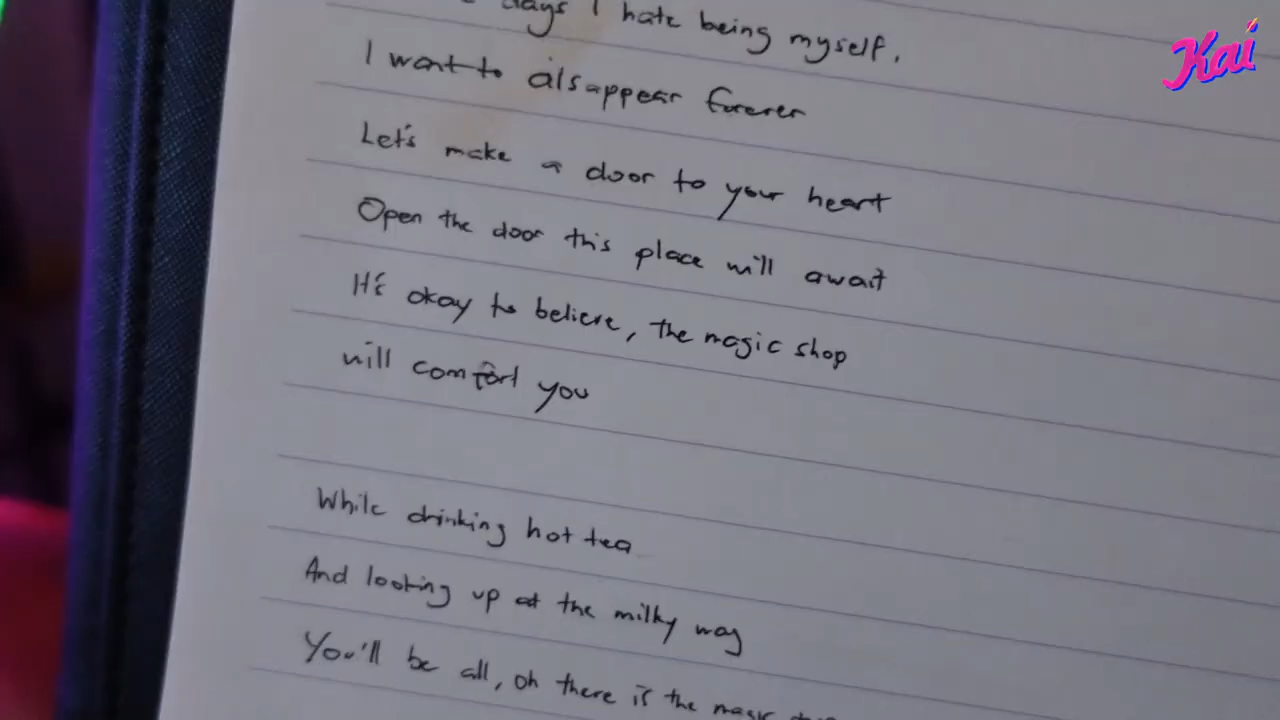 days I hate being myself.
Kai
I want to disappear forever
Let's make a door to your heart
Open the door this place will await
It's okay to believe, the magic shop
will comfort you
While drinking hot tea
And looking up at the milky way
You'll be all, oh there is the magic